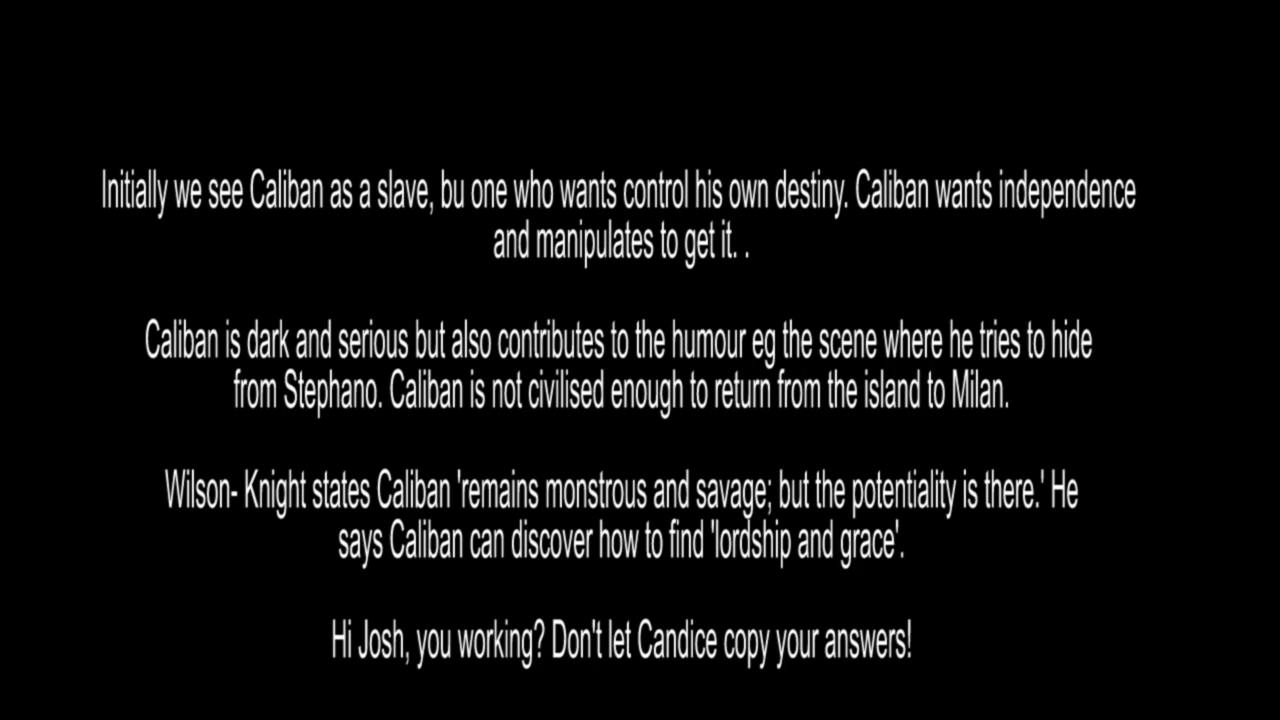 Initially we see Caliban as a slave, bu one who wants control his own destiny. Caliban wants independence
and manipulates to get it. .
Caliban is dark and serious but also contributes to the humour eg the scene where he tries to hide
from Stephano. Caliban is not civilised enough to return from the island to Milan.
Wilson- Knight states Caliban 'remains monstrous and savage; but the potentiality is there.' He
says Caliban can discover how to find 'lordship and grace'.
Hi Josh, you working? Don't let Candice copy your answers!